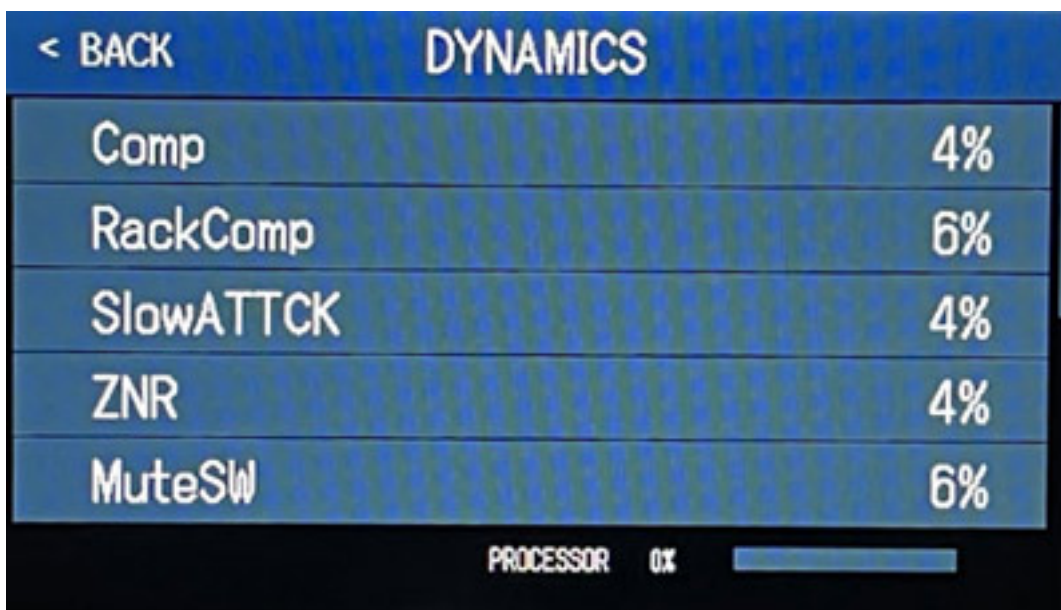 < BACK DYNAMICS
Comp 4%
RackComp 6%
SlowATTCK 4%
ZNR 4%
MuteSW 6%
PROCESSOR 0%